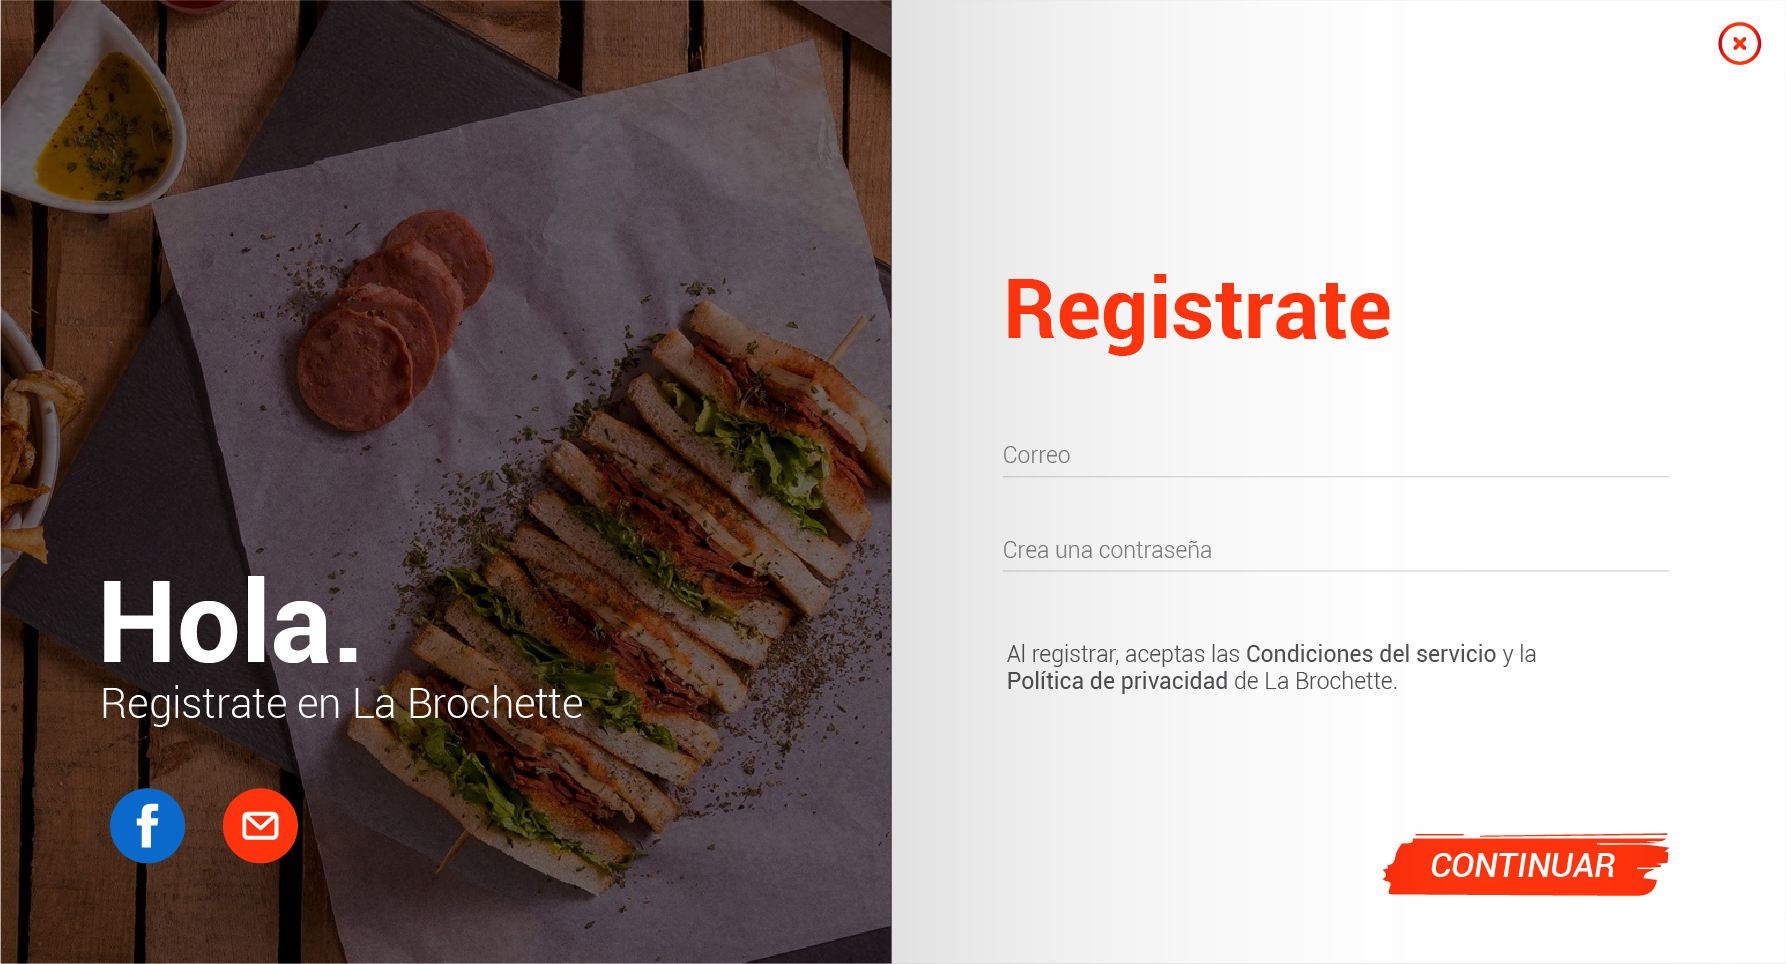 Hola.
Registrate en La Brochette
Registrate
Correo
Crea una contraseña
Al registrar, aceptas las Condiciones del servicio y la
Política de privacidad de La Brochette.
CONTINUAR